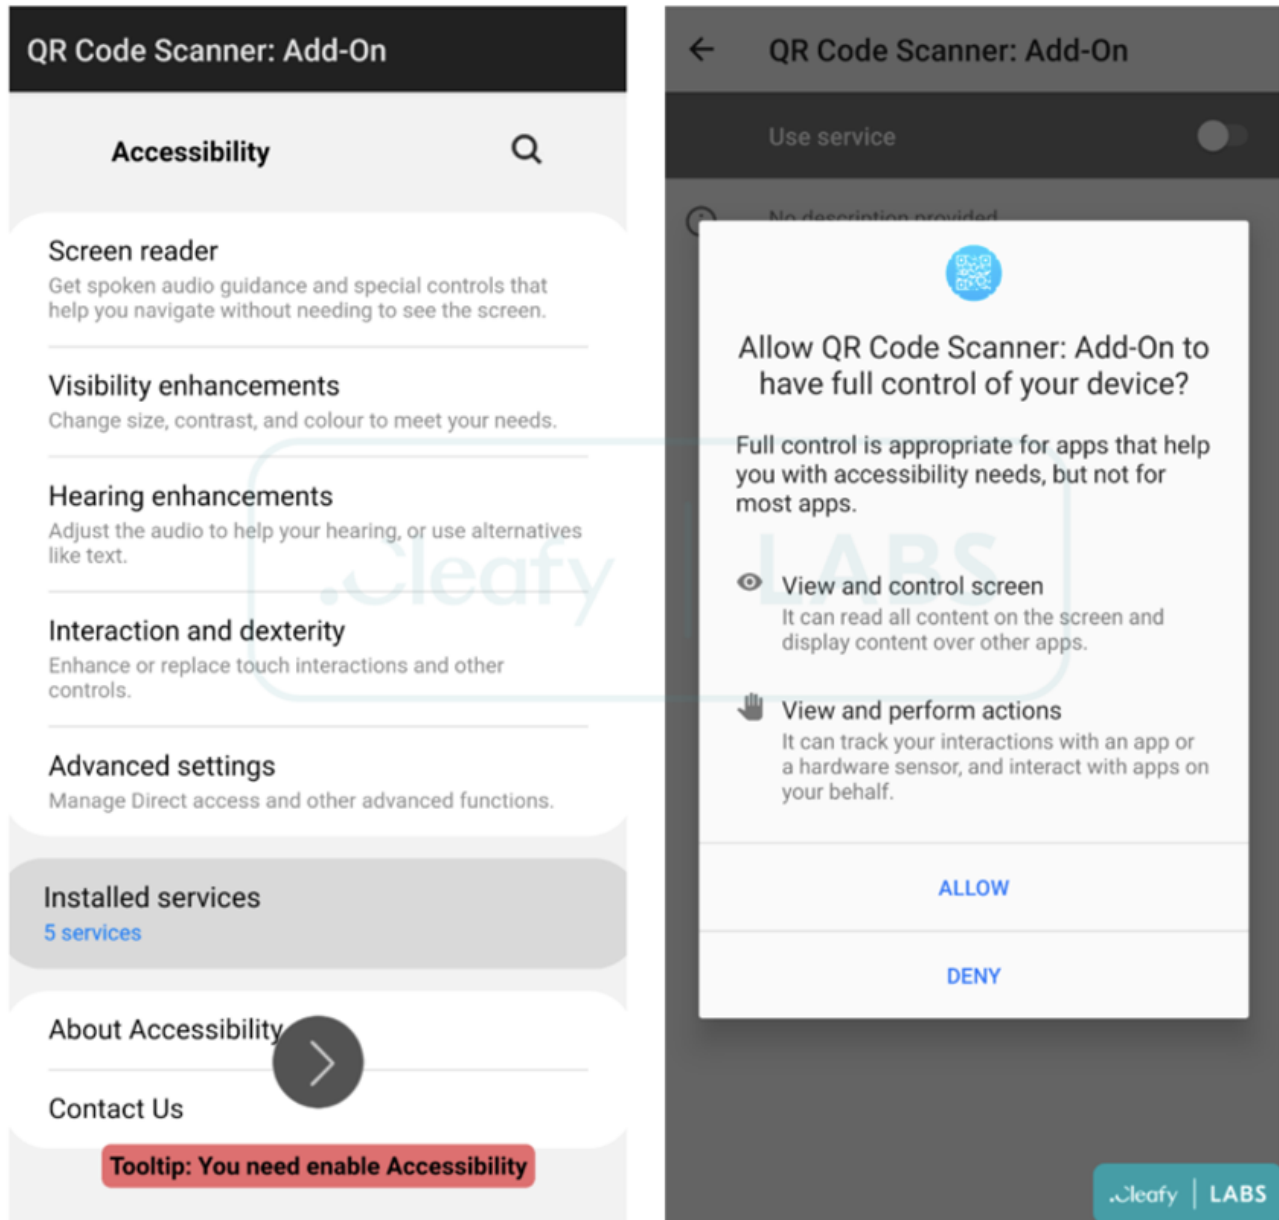 QR Code Scanner: Add-On
Accessibility
Screen reader
Get spoken audio guidance and special controls that
help you navigate without needing to see the screen.
Visibility enhancements
Change size, contrast, and colour to meet your needs.
Hearing enhancements
Adjust the audio to help your hearing, or use alternatives
like text.
Interaction and dexterity
Enhance or replace touch interactions and other
controls.
Advanced settings
Manage Direct access and other advanced functions.
Installed services
5 services
About Accessibility
Contact Us
Tooltip: You need enable Accessibility
QR Code Scanner: Add-On
Use service
No description provided
Allow QR Code Scanner: Add-On to
have full control of your device?
Full control is appropriate for apps that help
you with accessibility needs, but not for
most apps.
View and control screen
It can read all content on the screen and
display content over other apps.
View and perform actions
It can track your interactions with an app or
a hardware sensor, and interact with apps on
your behalf.
ALLOW
DENY
.Cleafy | LABS
.Cleafy | LABS